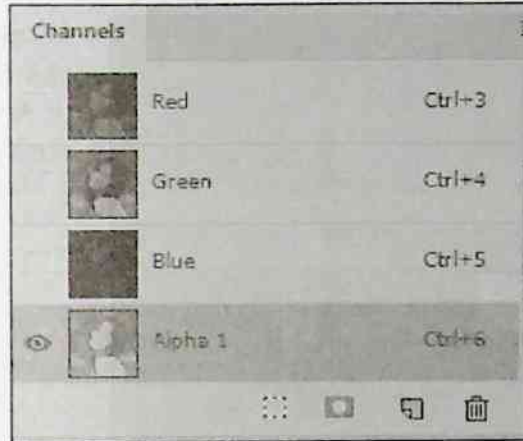 Channels
Red Ctrl+3
Green Ctrl+4
Blue Ctrl+5
Alpha 1 Ctrl+6